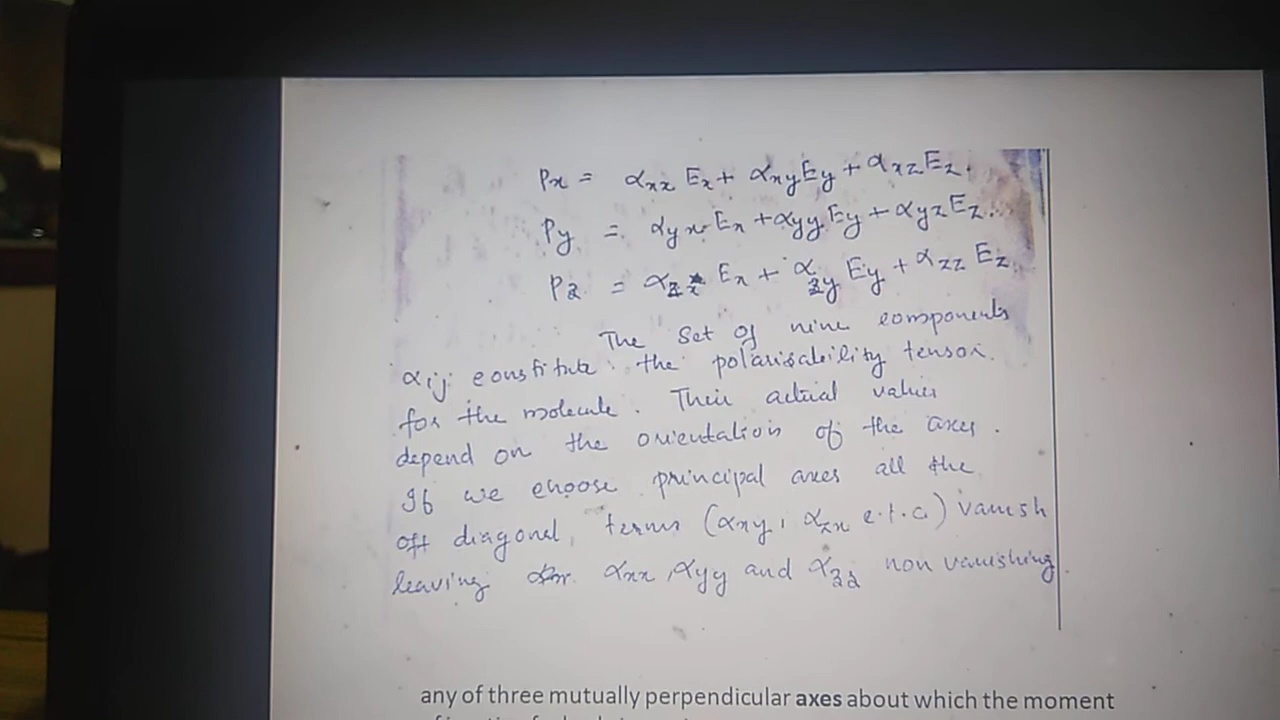 Px = αxx Ex + αxy Ey + αxz Ez.
Py = αyx Ex + αyy Ey + αyz Ez.
Pz = αzx Ex + αzy Ey + αzz Ez
The set of nine components
αij constitute the polarisability tensor
for the molecule. Their actual values
depend on the orientation of the axes.
If we choose principal axes all the
off diagonal terms (αxy, αzx e.t.c) vanish
leaving αxx, αyy and αzz non vanishing
any of three mutually perpendicular axes about which the moment